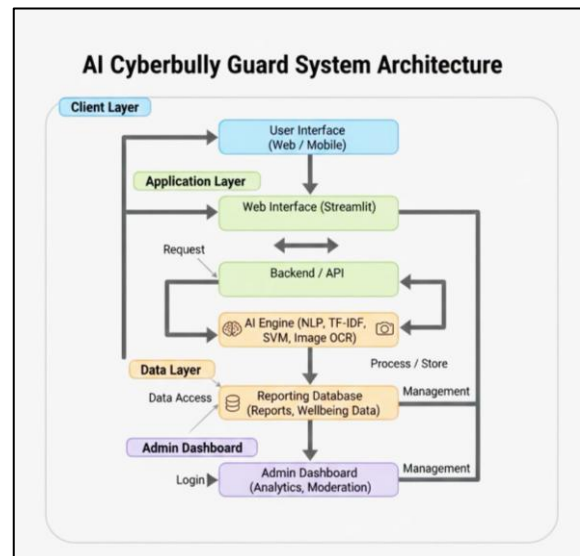 AI Cyberbully Guard System Architecture
Client Layer
User Interface
(Web / Mobile)
Application Layer
Web Interface (Streamlit)
Request
Backend / API
AI Engine (NLP, TF-IDF,
SVM, Image OCR)
Process / Store
Data Layer
Data Access
Reporting Database
(Reports, Wellbeing Data)
Management
Admin Dashboard
Login
Admin Dashboard
(Analytics, Moderation)
Management